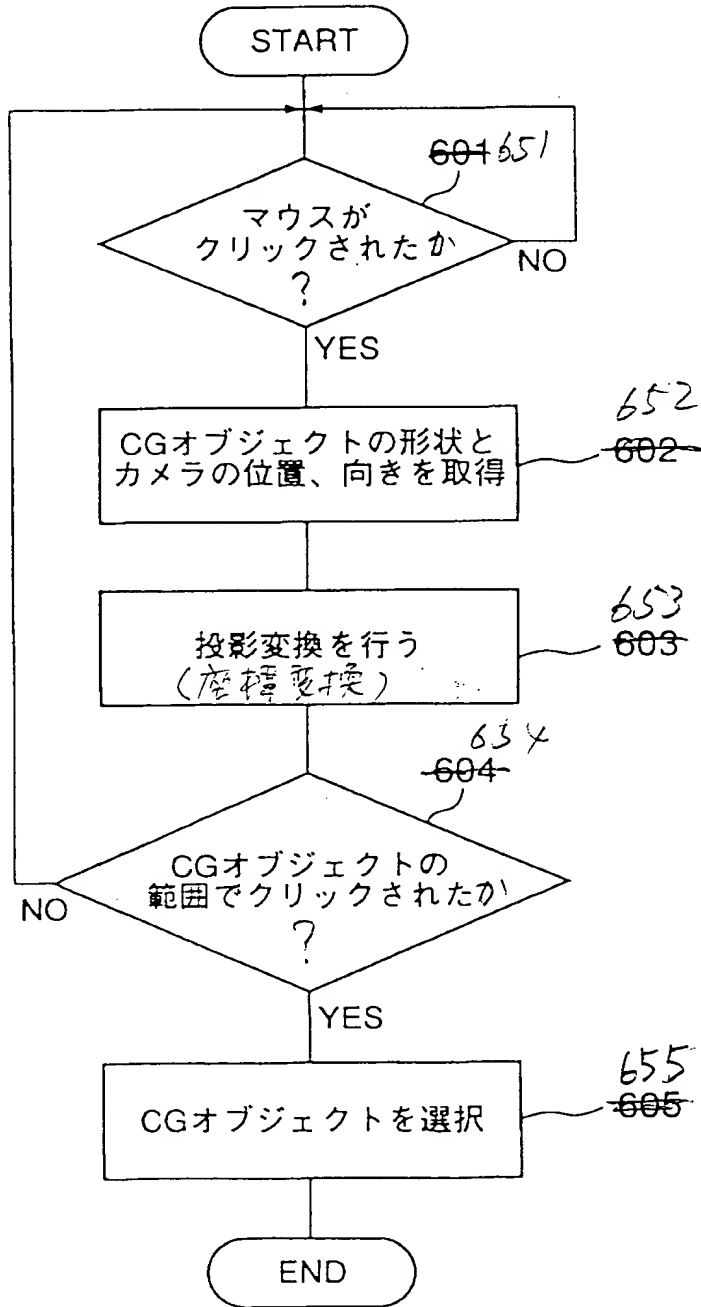 START
601 651
マウスが
クリックされたか
?
NO
YES
652
602
CGオブジェクトの形状と
カメラの位置、向きを取得
653
603
投影変換を行う
(座標変換)
654
604
CGオブジェクトの
範囲でクリックされたか
?
NO
YES
655
605
CGオブジェクトを選択
END